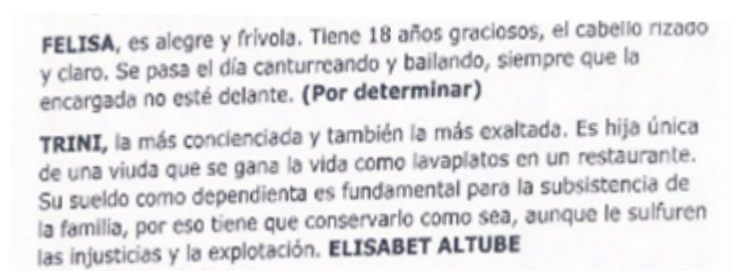 FELISA, es alegre y frívola. Tiene 18 años graciosos, el cabello rizado
y claro. Se pasa el día canturreando y bailando, siempre que la
encargada no esté delante. (Por determinar)
TRINI, la más concienciada y también la más exaltada. Es hija única
de una viuda que se gana la vida como lavaplatos en un restaurante.
Su sueldo como dependienta es fundamental para la subsistencia de
la familia, por eso tiene que conservarlo como sea, aunque le sulfuren
las injusticias y la explotación. ELISABET ALTUBE